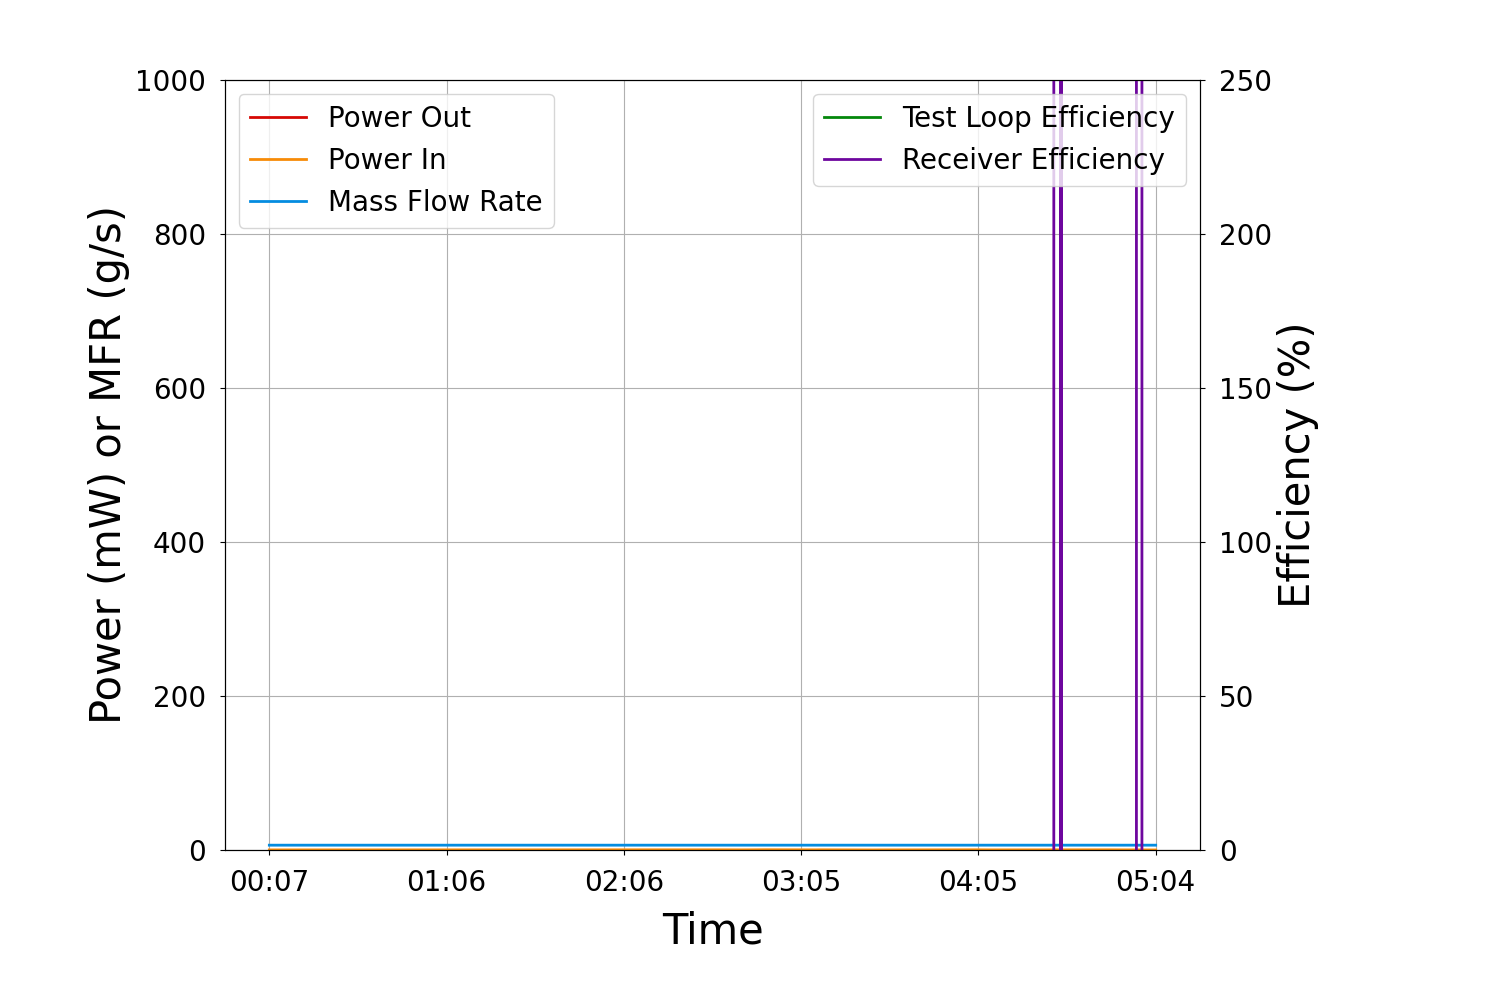 Power Out
Power In
Mass Flow Rate
Test Loop Efficiency
Receiver Efficiency
1000
800
600
400
200
0
Power (mW) or MFR (g/s)
250
200
150
100
50
0
Efficiency (%)
00:07 01:06 02:06 03:05 04:05 05:04
Time